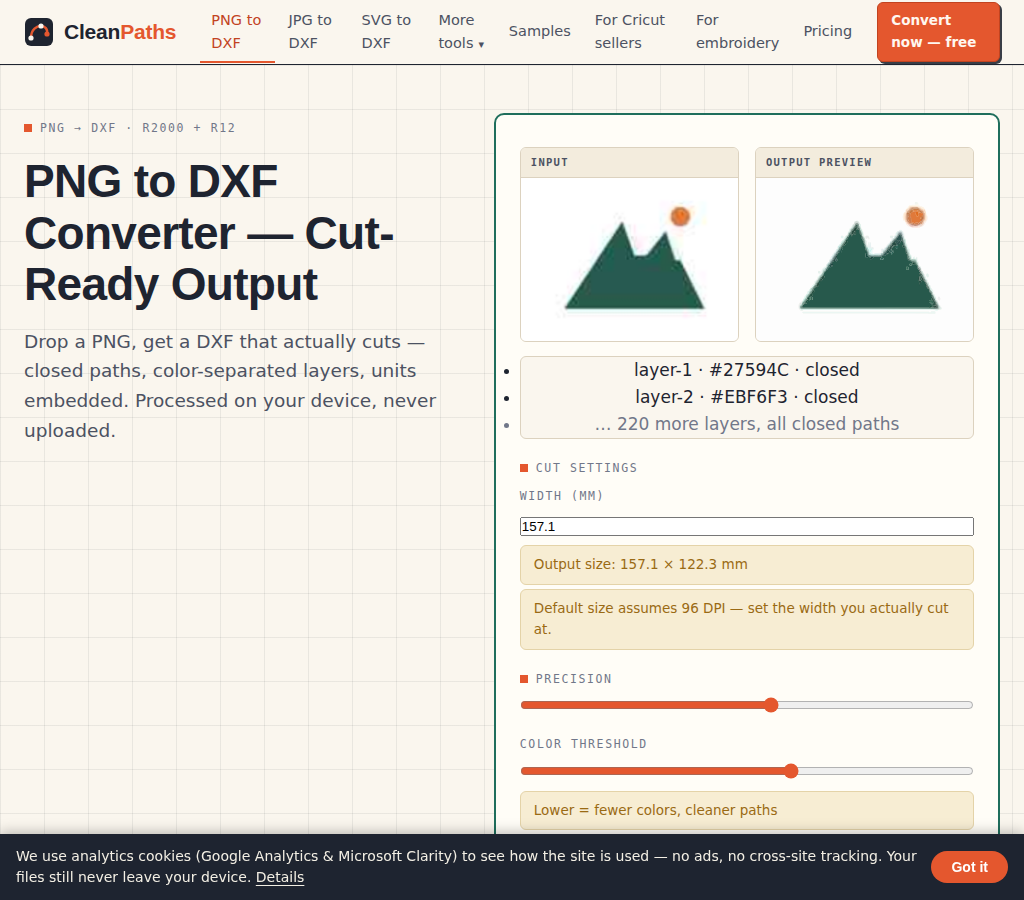 CleanPaths
PNG to
DXF
JPG to
DXF
SVG to
DXF
More
tools ▾
Samples
For Cricut
sellers
For
embroidery
Pricing
Convert
now — free
PNG → DXF · R2000 + R12
PNG to DXF
Converter — Cut-
Ready Output
Drop a PNG, get a DXF that actually cuts —
closed paths, color-separated layers, units
embedded. Processed on your device, never
uploaded.
INPUT
OUTPUT PREVIEW
layer-1 · #27594C · closed
layer-2 · #EBF6F3 · closed
… 220 more layers, all closed paths
CUT SETTINGS
WIDTH (MM)
157.1
Output size: 157.1 × 122.3 mm
Default size assumes 96 DPI — set the width you actually cut
at.
PRECISION
COLOR THRESHOLD
Lower = fewer colors, cleaner paths
We use analytics cookies (Google Analytics & Microsoft Clarity) to see how the site is used — no ads, no cross-site tracking. Your
files still never leave your device. Details
Got it